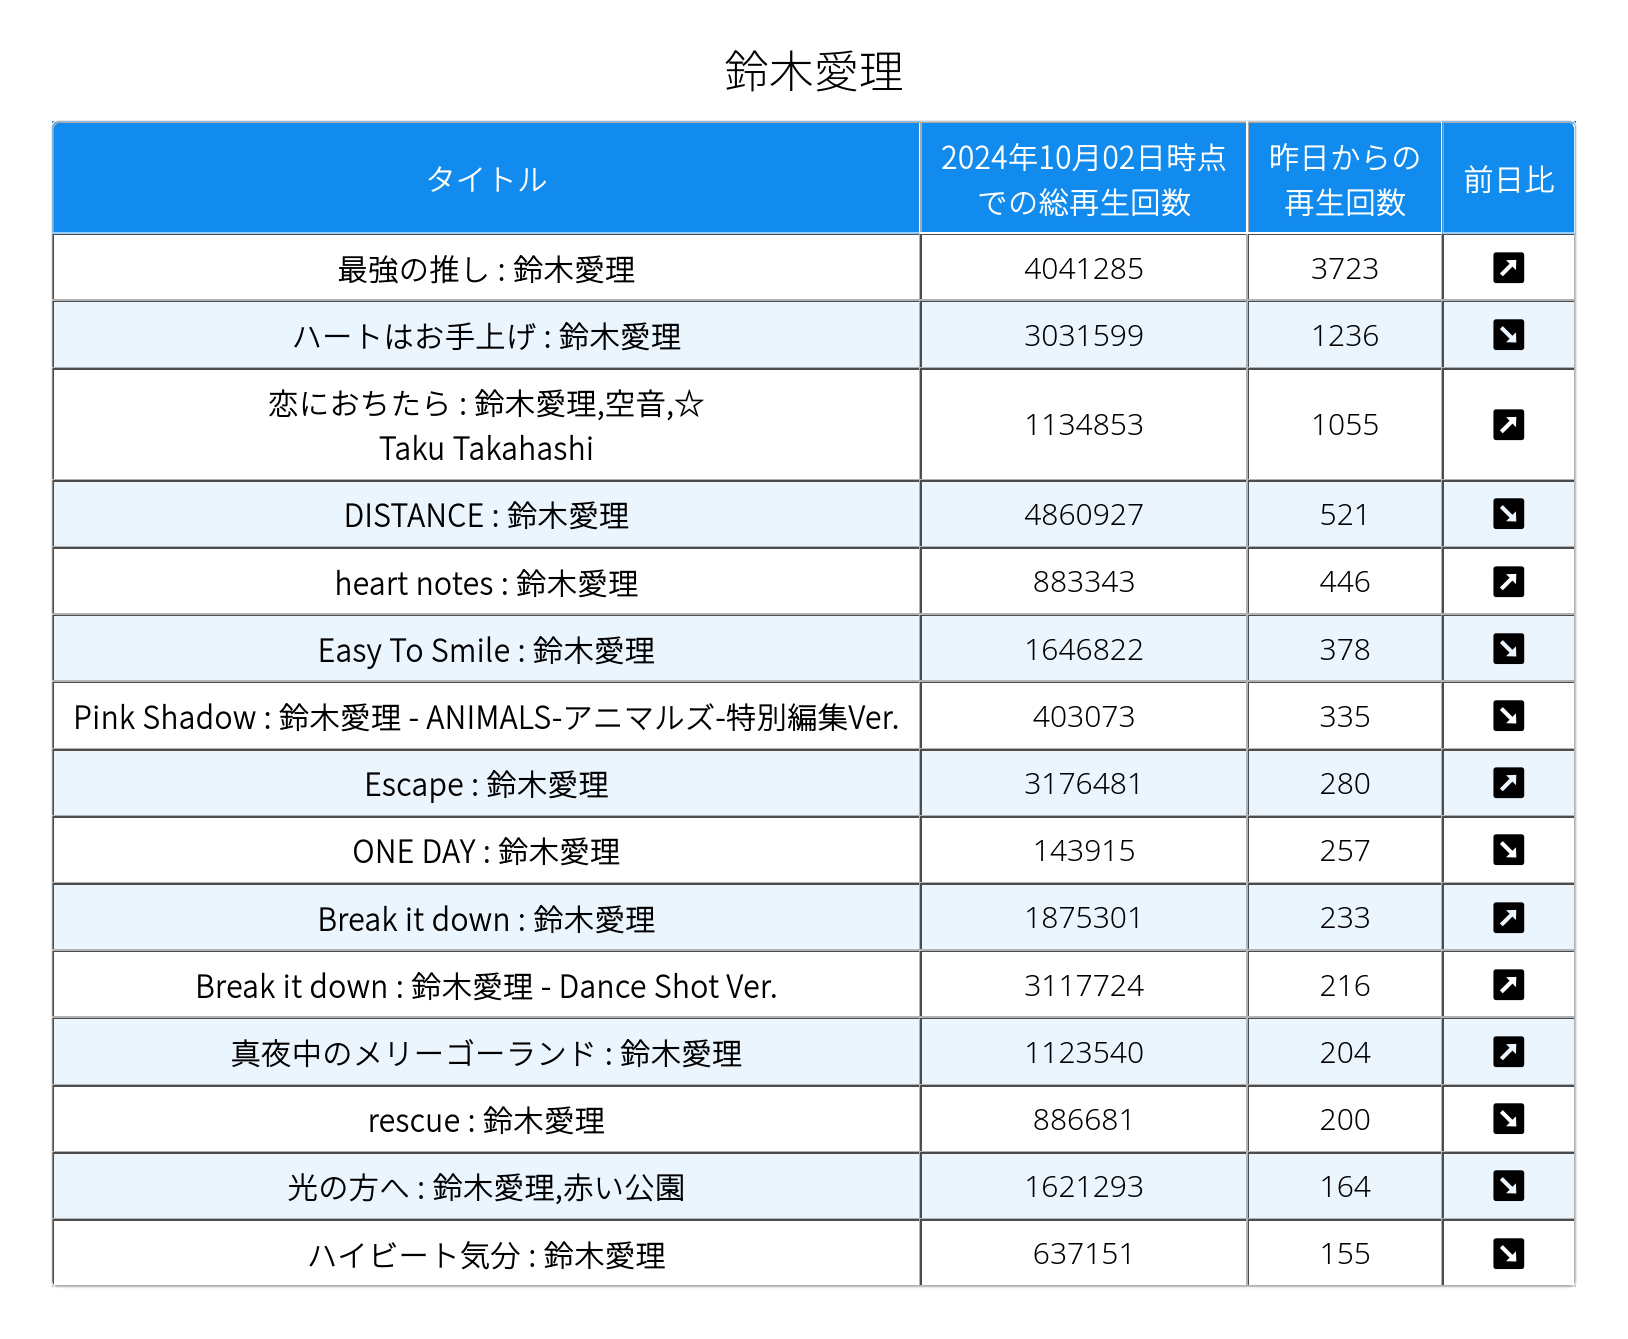 鈴木愛理
タイトル
2024年10月02日時点
での総再生回数
昨日からの
再生回数
前日比
最強の推し : 鈴木愛理 4041285 3723 ↗
ハートはお手上げ : 鈴木愛理 3031599 1236 ↘
恋におちたら : 鈴木愛理,空音,☆
Taku Takahashi 1134853 1055 ↗
DISTANCE : 鈴木愛理 4860927 521 ↘
heart notes : 鈴木愛理 883343 446 ↗
Easy To Smile : 鈴木愛理 1646822 378 ↘
Pink Shadow : 鈴木愛理 - ANIMALS-アニマルズ-特別編集Ver. 403073 335 ↘
Escape : 鈴木愛理 3176481 280 ↗
ONE DAY : 鈴木愛理 143915 257 ↘
Break it down : 鈴木愛理 1875301 233 ↗
Break it down : 鈴木愛理 - Dance Shot Ver. 3117724 216 ↗
真夜中のメリーゴーランド : 鈴木愛理 1123540 204 ↗
rescue : 鈴木愛理 886681 200 ↘
光の方へ : 鈴木愛理,赤い公園 1621293 164 ↘
ハイビート気分 : 鈴木愛理 637151 155 ↘